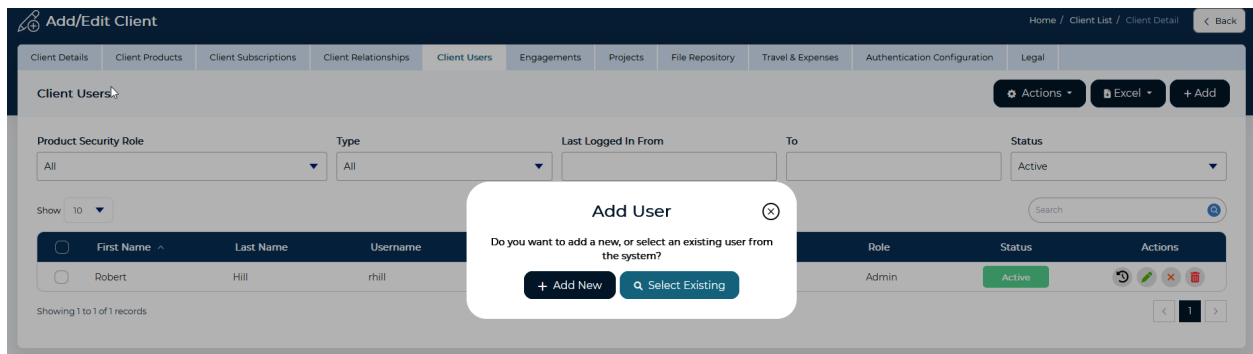 Add/Edit Client
Home / Client List / Client Detail
< Back
Client Details Client Products Client Subscriptions Client Relationships Client Users Engagements Projects File Repository Travel & Expenses Authentication Configuration Legal
Client Users
Actions Excel + Add
Product Security Role Type Last Logged In From To Status
All All Active
Show 10 Search
Add User
Do you want to add a new, or select an existing user from
the system?
+ Add New Select Existing
First Name Last Name Username Role Status Actions
Robert Hill rhill Admin Active
Showing 1 to 1 of 1 records
< 1 >